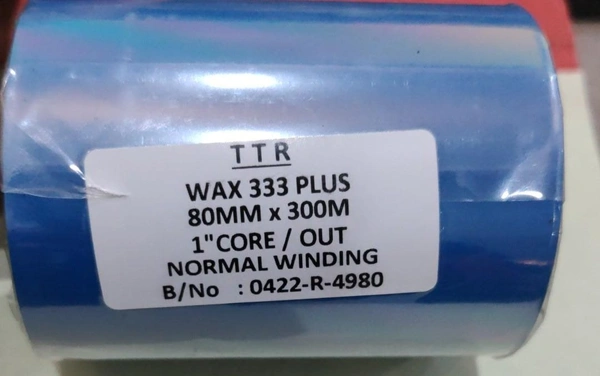 TTR
WAX 333 PLUS
80MM x 300M
1"CORE / OUT
NORMAL WINDING
B/No : 0422-R-4980